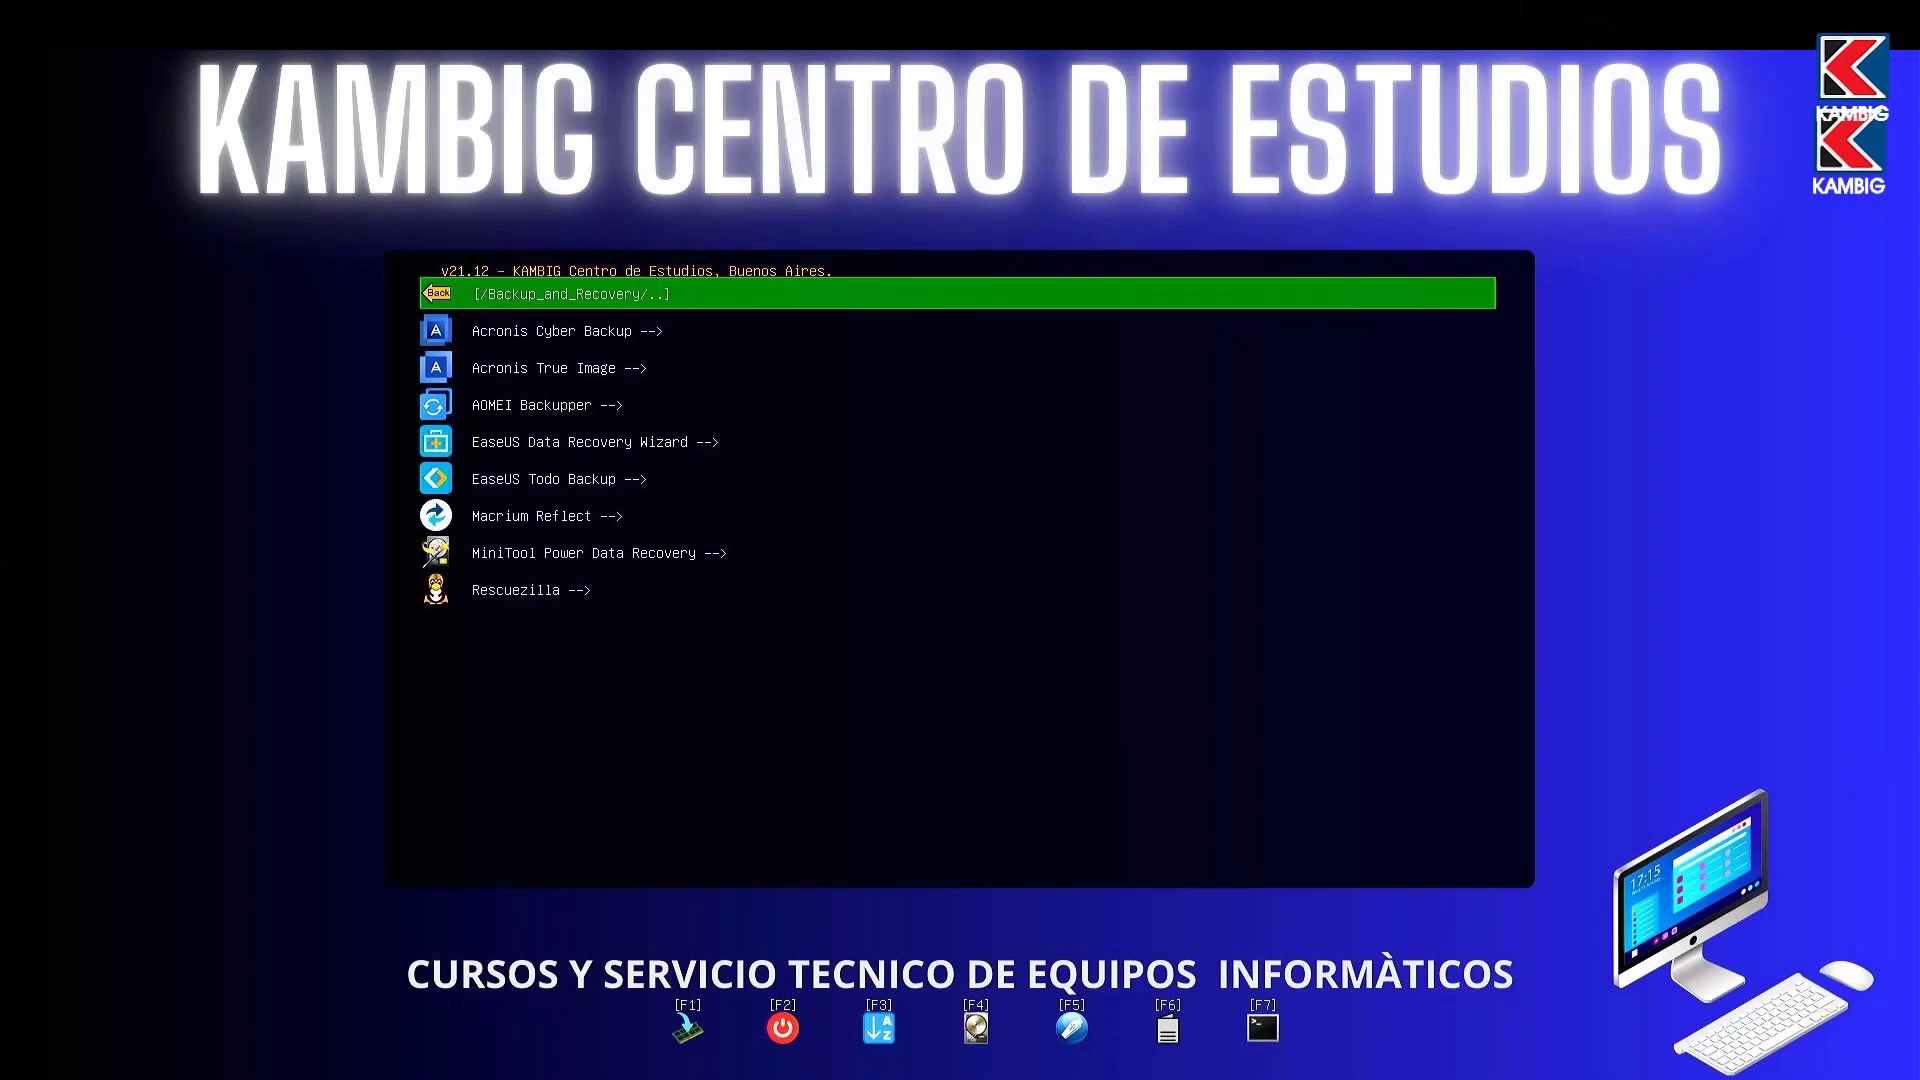 KAMBIG CENTRO DE ESTUDIOS
KAMBIG
KAMBIG
v21.12 - KAMBIG Centro de Estudios, Buenos Aires.
Back [/Backup_and_Recovery/..]
A Acronis Cyber Backup -->
A Acronis True Image -->
AOMEI Backupper -->
EaseUS Data Recovery Wizard -->
EaseUS Todo Backup -->
Macrium Reflect -->
MiniTool Power Data Recovery -->
Rescuezilla -->
17:15
CURSOS Y SERVICIO TECNICO DE EQUIPOS INFORMÀTICOS
[F1] [F2] [F3] [F4] [F5] [F6] [F7]
A
Z
>_